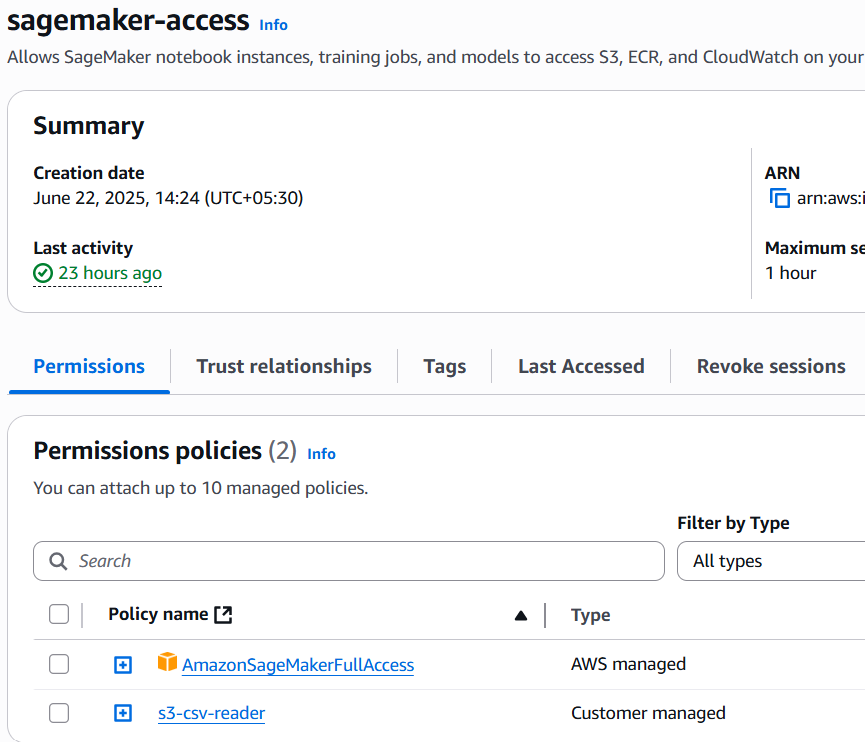 sagemaker-access Info
Allows SageMaker notebook instances, training jobs, and models to access S3, ECR, and CloudWatch on your
Summary
Creation date
June 22, 2025, 14:24 (UTC+05:30)
ARN
arn:aws:i
Last activity
23 hours ago
Maximum se
1 hour
Permissions
Trust relationships
Tags
Last Accessed
Revoke sessions
Permissions policies (2) Info
You can attach up to 10 managed policies.
Filter by Type
Search
All types
Policy name
Type
AmazonSageMakerFullAccess
AWS managed
s3-csv-reader
Customer managed